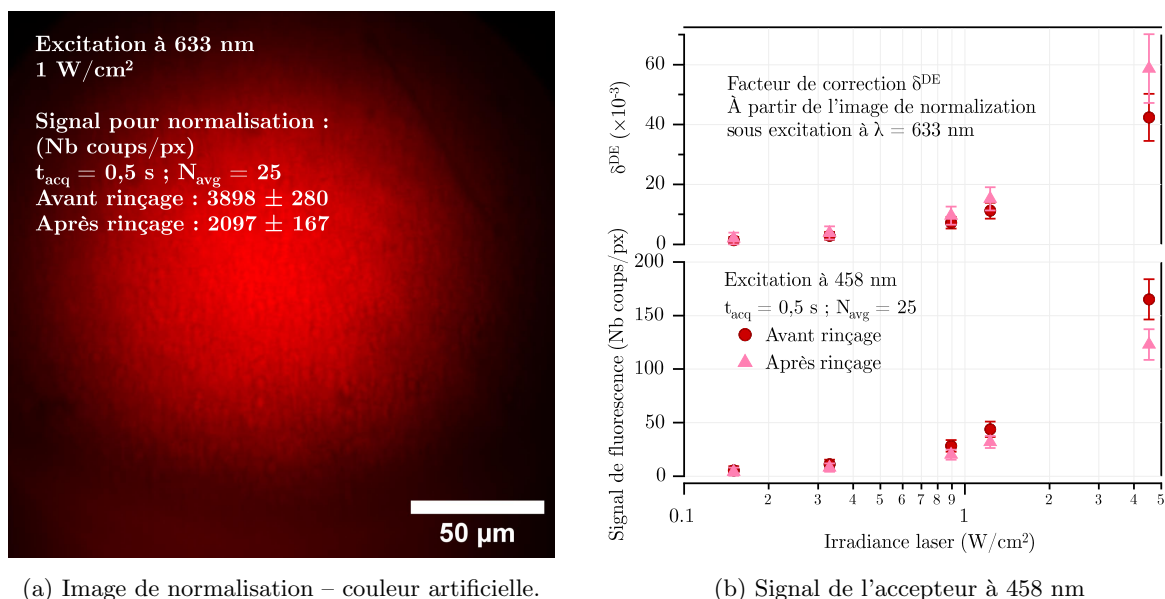 Excitation à 633 nm
1 W/cm²
Signal pour normalisation :
(Nb coups/px)
t_acq = 0,5 s ; N_avg = 25
Avant rinçage : 3898 ± 280
Après rinçage : 2097 ± 167
50 µm
(a) Image de normalisation – couleur artificielle.
δᴰᴱ (×10⁻³)
60
40
20
0
Facteur de correction δᴰᴱ
À partir de l'image de normalization
sous excitation à λ = 633 nm
Signal de fluorescence (Nb coups/px)
200
150
100
50
0
Excitation à 458 nm
t_acq = 0,5 s ; N_avg = 25
Avant rinçage
Après rinçage
2 3 4 5 6 7 8 9 2 3 4 5
0.1 1
Irradiance laser (W/cm²)
(b) Signal de l'accepteur à 458 nm